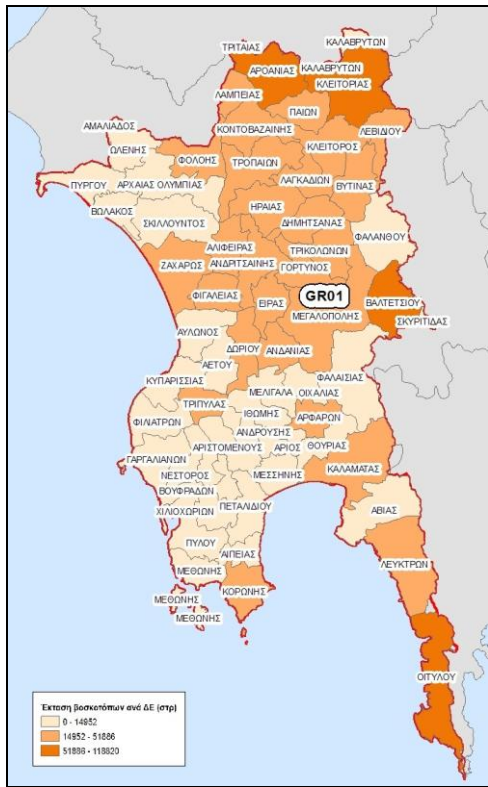 ΚΑΛΑΒΡΥΤΩΝ
ΤΡΙΤΑΙΑΣ
ΑΡΟΑΝΙΑΣ
ΚΑΛΑΒΡΥΤΩΝ
ΚΛΕΙΤΟΡΙΑΣ
ΛΑΜΠΕΙΑΣ
ΠΑΙΩΝ
ΑΜΑΛΙΑΔΟΣ
ΚΟΝΤΟΒΑΖΑΙΝΗΣ
ΛΕΒΙΔΙΟΥ
ΩΛΕΝΗΣ
ΚΛΕΙΤΟΡΟΣ
ΦΟΛΟΗΣ
ΤΡΟΠΑΙΩΝ
ΛΑΓΚΑΔΙΩΝ
ΠΥΡΓΟΥ
ΑΡΧΑΙΑΣ ΟΛΥΜΠΙΑΣ
ΒΥΤΙΝΑΣ
ΒΩΛΑΚΟΣ
ΗΡΑΙΑΣ
ΣΚΙΛΛΟΥΝΤΟΣ
ΔΗΜΗΤΣΑΝΑΣ
ΦΑΛΑΝΘΟΥ
ΑΛΙΦΕΙΡΑΣ
ΤΡΙΚΟΛΩΝΩΝ
ΖΑΧΑΡΟΣ
ΑΝΔΡΙΤΣΑΙΝΗΣ
ΓΟΡΤΥΝΟΣ
ΦΙΓΑΛΕΙΑΣ
ΕΙΡΑΣ
GR01
ΒΑΛΤΕΤΣΙΟΥ
ΜΕΓΑΛΟΠΟΛΗΣ
ΣΚΥΡΙΤΙΔΑΣ
ΑΥΛΩΝΟΣ
ΔΩΡΙΟΥ
ΑΝΔΑΝΙΑΣ
ΑΕΤΟΥ
ΦΑΛΑΙΣΙΑΣ
ΚΥΠΑΡΙΣΣΙΑΣ
ΜΕΛΙΓΑΛΑ
ΟΙΧΑΛΙΑΣ
ΤΡΙΠΥΛΑΣ
ΙΘΩΜΗΣ
ΑΡΦΑΡΩΝ
ΦΙΛΙΑΤΡΩΝ
ΑΝΔΡΟΥΣΗΣ
ΑΡΙΣΤΟΜΕΝΟΥΣ
ΑΡΙΟΣ
ΘΟΥΡΙΑΣ
ΓΑΡΓΑΛΙΑΝΩΝ
ΚΑΛΑΜΑΤΑΣ
ΝΕΣΤΟΡΟΣ
ΜΕΣΣΗΝΗΣ
ΒΟΥΦΡΑΔΩΝ
ΧΙΛΙΟΧΩΡΙΩΝ
ΠΕΤΑΛΙΔΙΟΥ
ΑΒΙΑΣ
ΠΥΛΟΥ
ΑΙΠΕΙΑΣ
ΛΕΥΚΤΡΩΝ
ΜΕΘΩΝΗΣ
ΚΟΡΩΝΗΣ
ΜΕΘΩΝΗΣ
ΜΕΘΩΝΗΣ
ΟΙΤΥΛΟΥ
Έκταση βοσκοτόπων ανά ΔΕ (στρ)
0 - 14952
14952 - 51886
51886 - 118820